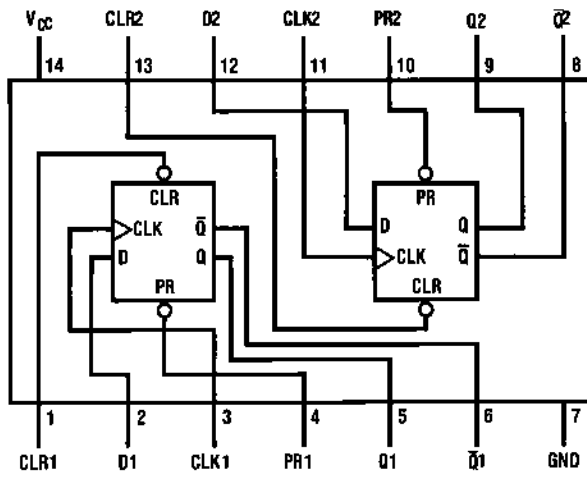 V_CC CLR2 D2 CLK2 PR2 Q2 Q̅2
14 13 12 11 10 9 8
CLR PR
CLK Q̅ D Q
D Q CLK Q̅
PR CLR
1 2 3 4 5 6 7
CLR1 D1 CLK1 PR1 Q1 Q̅1 GND